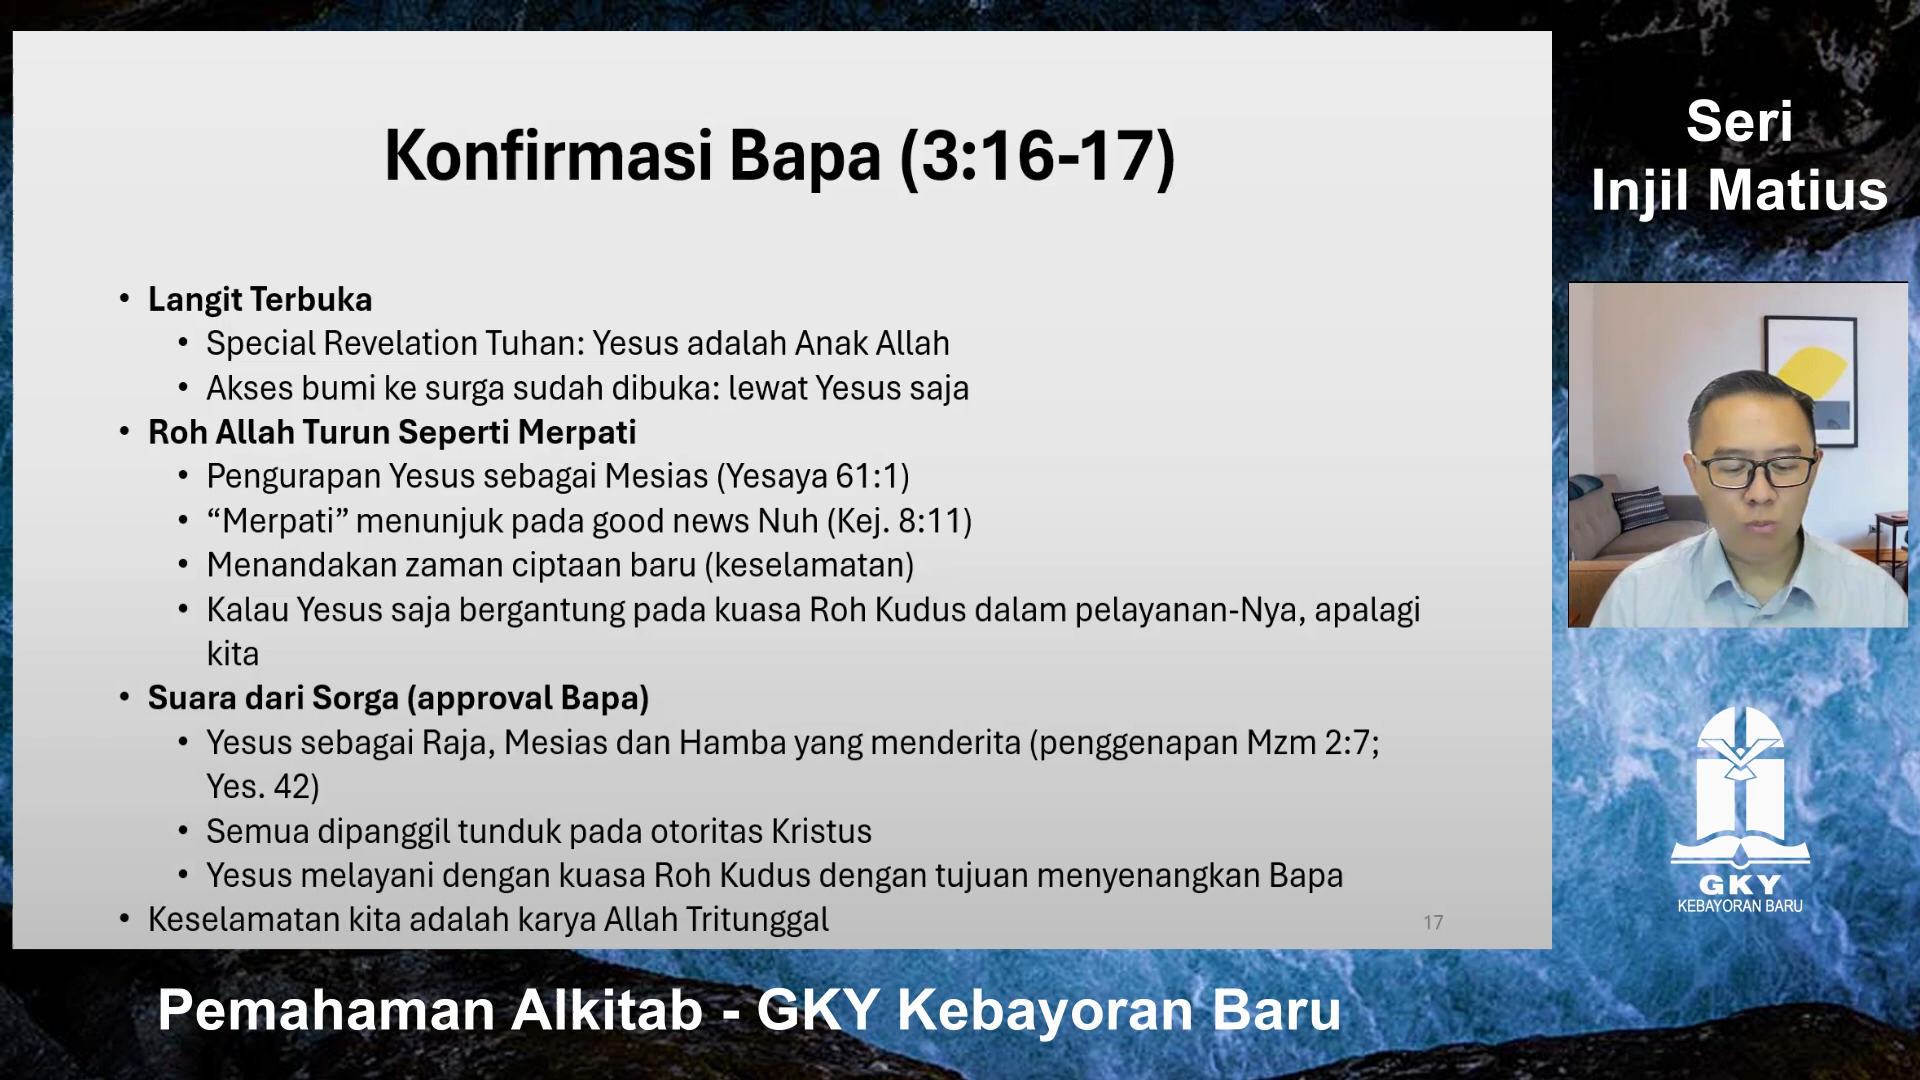 Konfirmasi Bapa (3:16-17)
• Langit Terbuka
• Special Revelation Tuhan: Yesus adalah Anak Allah
• Akses bumi ke surga sudah dibuka: lewat Yesus saja
• Roh Allah Turun Seperti Merpati
• Pengurapan Yesus sebagai Mesias (Yesaya 61:1)
• “Merpati” menunjuk pada good news Nuh (Kej. 8:11)
• Menandakan zaman ciptaan baru (keselamatan)
• Kalau Yesus saja bergantung pada kuasa Roh Kudus dalam pelayanan-Nya, apalagi
kita
• Suara dari Sorga (approval Bapa)
• Yesus sebagai Raja, Mesias dan Hamba yang menderita (penggenapan Mzm 2:7;
Yes. 42)
• Semua dipanggil tunduk pada otoritas Kristus
• Yesus melayani dengan kuasa Roh Kudus dengan tujuan menyenangkan Bapa
• Keselamatan kita adalah karya Allah Tritunggal
17
Seri
Injil Matius
GKY
KEBAYORAN BARU
Pemahaman Alkitab - GKY Kebayoran Baru